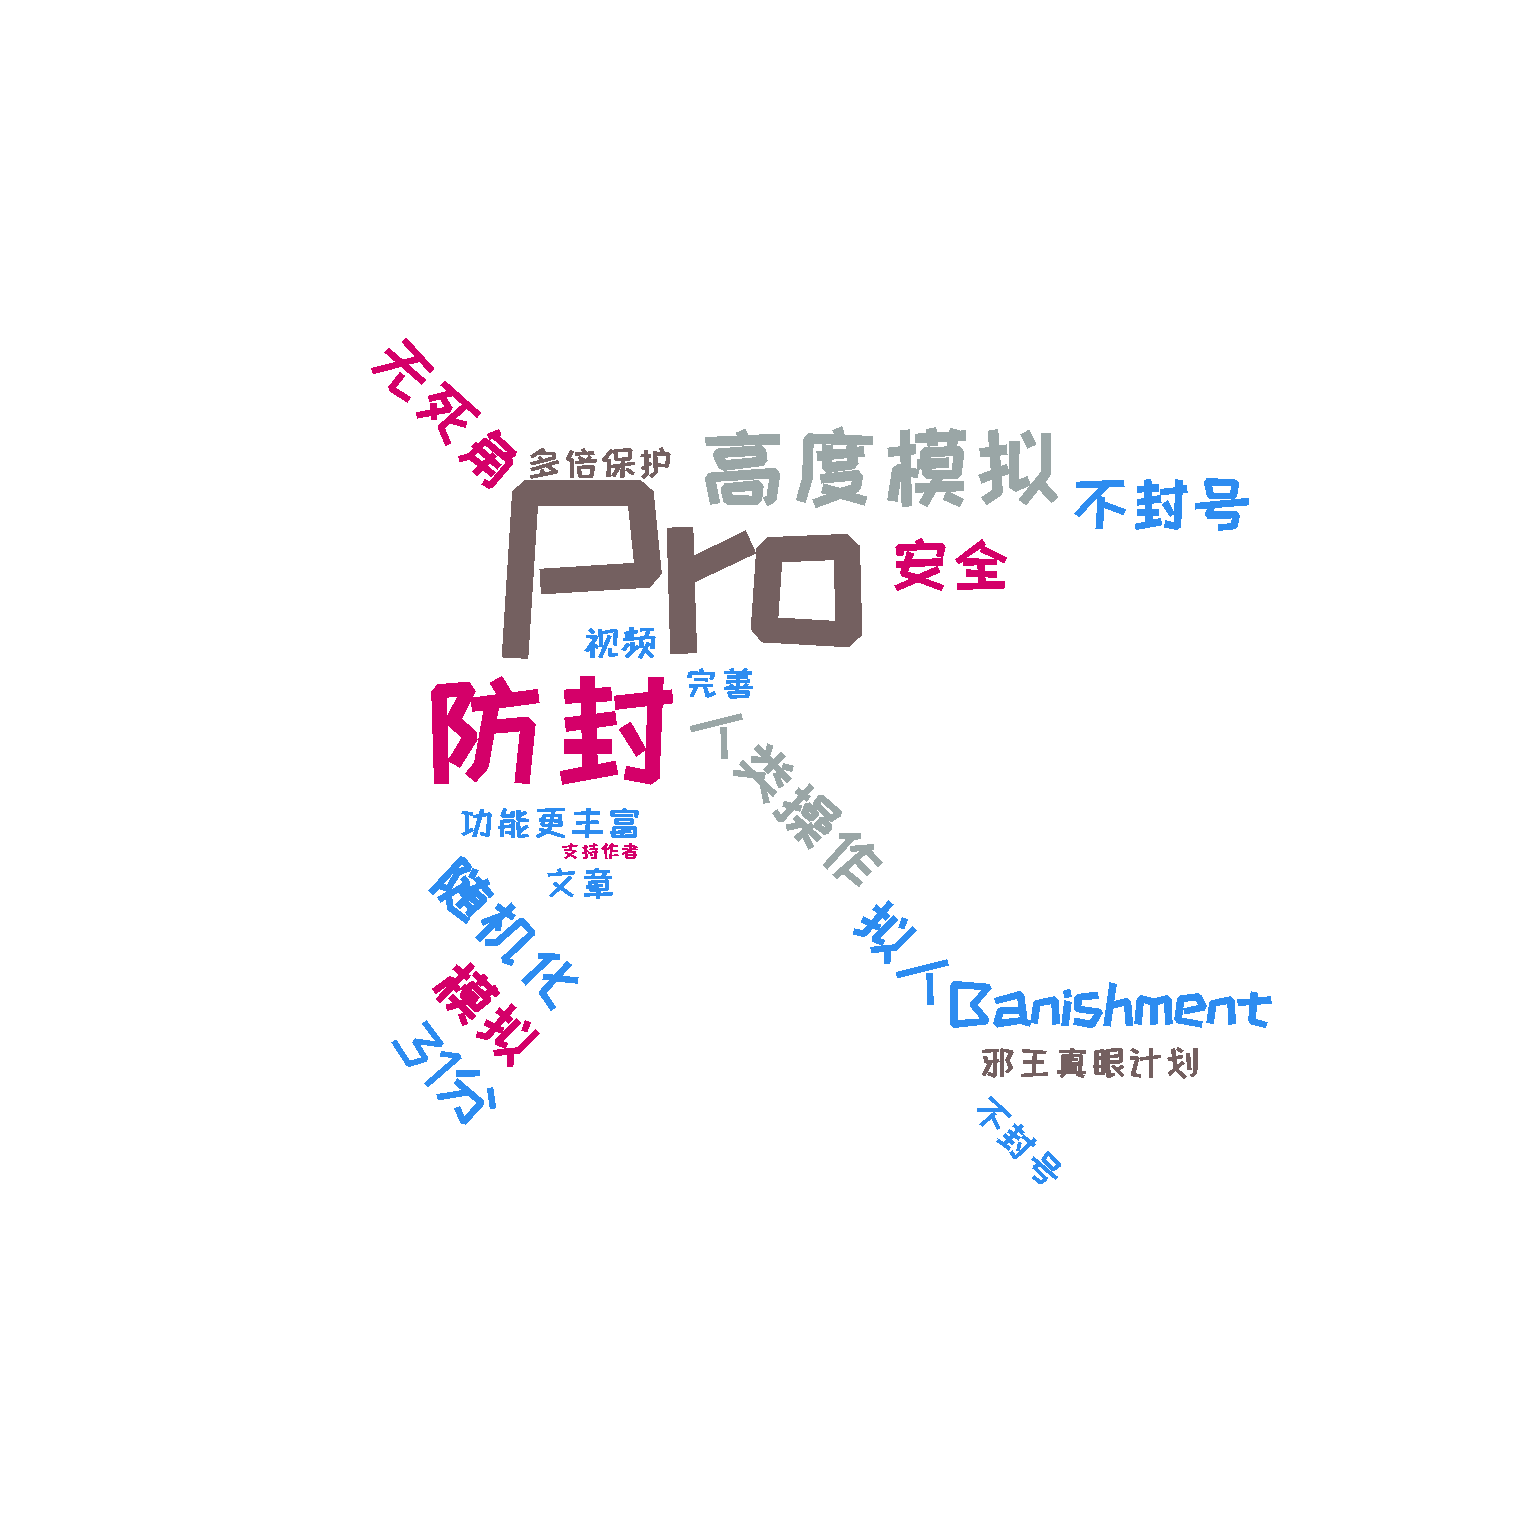 无死角
多倍保护
高度模拟
不封号
Pro
安全
视频
完善
防封
人类操作
功能更丰富
支持作者
文章
随机化
拟人
模拟
Banishment
31分
邪王真眼计划
不封号